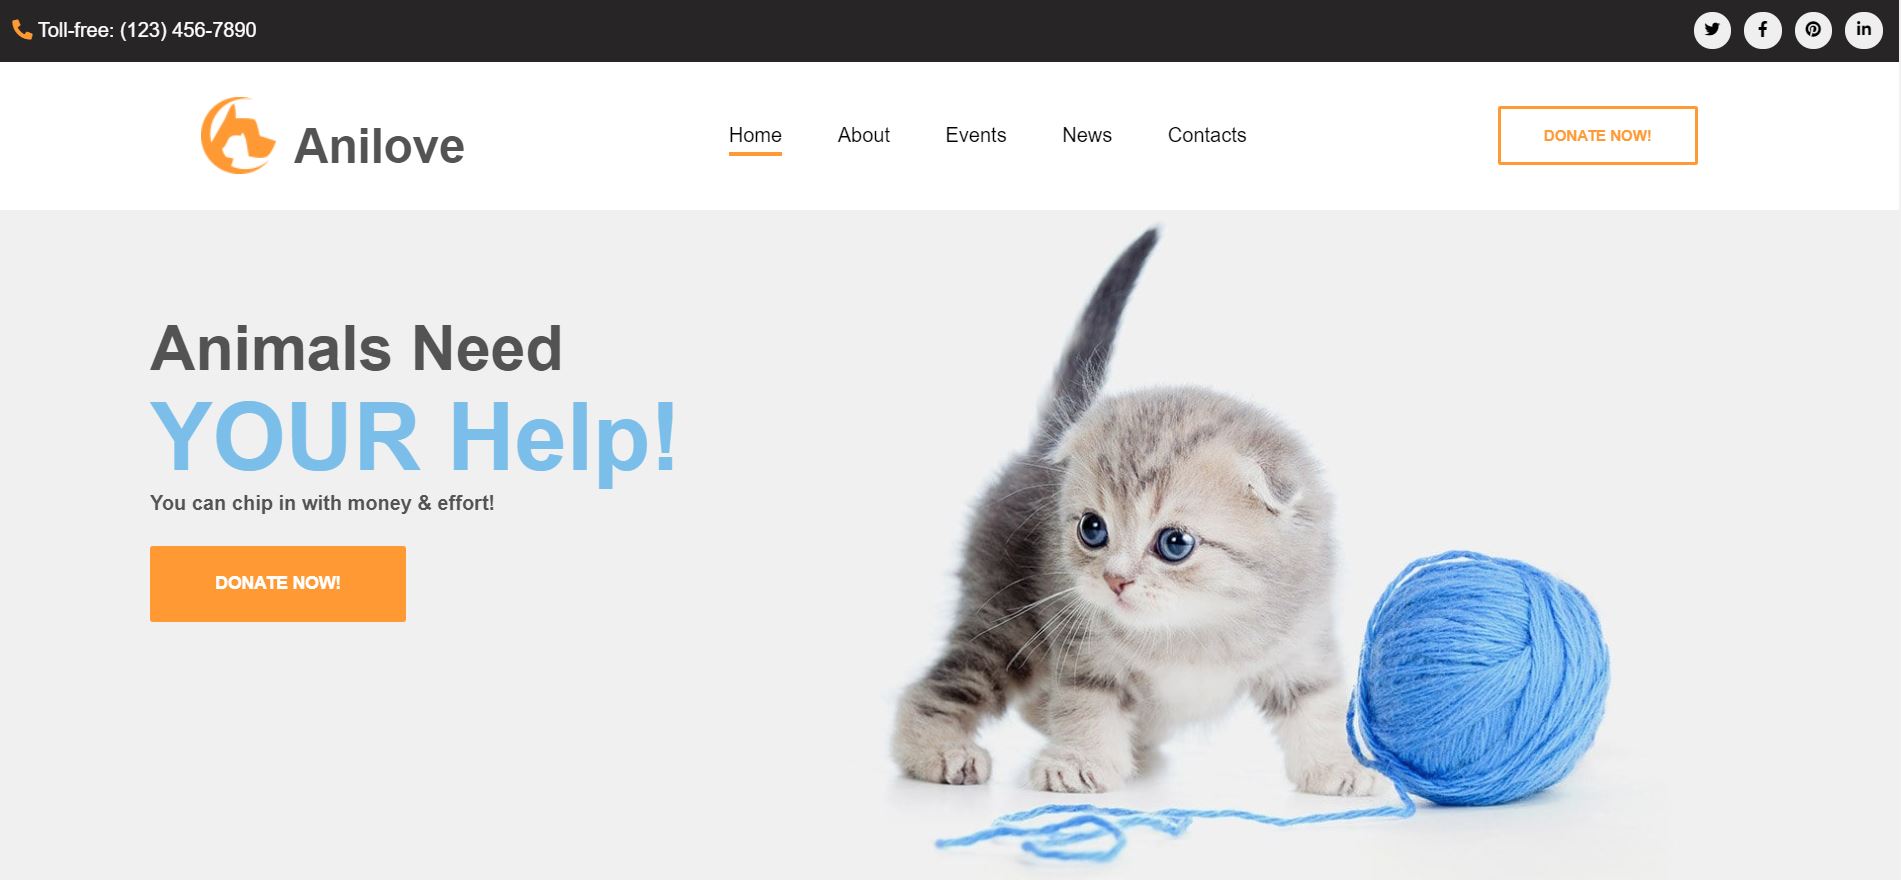 Toll-free: (123) 456-7890
Anilove
Home About Events News Contacts
DONATE NOW!
Animals Need
YOUR Help!
You can chip in with money & effort!
DONATE NOW!